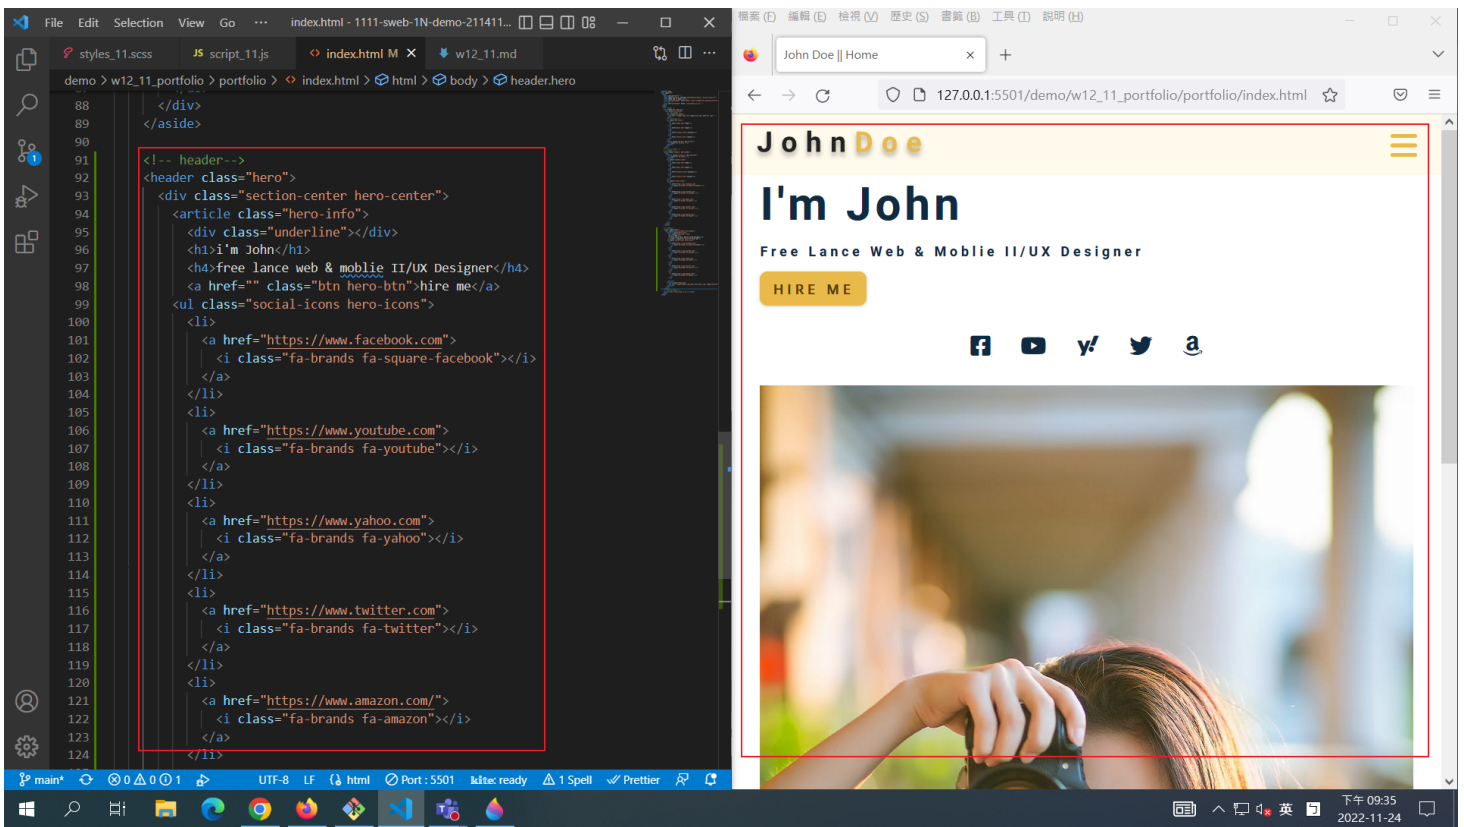 File Edit Selection View Go ··· index.html - 1111-sweb-1N-demo-211411...
styles_11.scss JS script_11.js <> index.html M w12_11.md
demo > w12_11_portfolio > portfolio > <> index.html > html > body > header.hero
88 </div>
89 </aside>
90
91 <!-- header-->
92 <header class="hero">
93 <div class="section-center hero-center">
94 <article class="hero-info">
95 <div class="underline"></div>
96 <h1>i'm John</h1>
97 <h4>free lance web & moblie II/UX Designer</h4>
98 <a href="" class="btn hero-btn">hire me</a>
99 <ul class="social-icons hero-icons">
100 <li>
101 <a href="https://www.facebook.com">
102 <i class="fa-brands fa-square-facebook"></i>
103 </a>
104 </li>
105 <li>
106 <a href="https://www.youtube.com">
107 <i class="fa-brands fa-youtube"></i>
108 </a>
109 </li>
110 <li>
111 <a href="https://www.yahoo.com">
112 <i class="fa-brands fa-yahoo"></i>
113 </a>
114 </li>
115 <li>
116 <a href="https://www.twitter.com">
117 <i class="fa-brands fa-twitter"></i>
118 </a>
119 </li>
120 <li>
121 <a href="https://www.amazon.com/">
122 <i class="fa-brands fa-amazon"></i>
123 </a>
124 </li>
main* 0 0 1 UTF-8 LF html Port : 5501 kite: ready 1 Spell Prettier
檔案 (F) 編輯 (E) 檢視 (V) 歷史 (S) 書籤 (B) 工具 (T) 說明 (H)
John Doe || Home
127.0.0.1:5501/demo/w12_11_portfolio/portfolio/index.html
JohnDoe
I'm John
Free Lance Web & Moblie II/UX Designer
HIRE ME
英
下午 09:35
2022-11-24